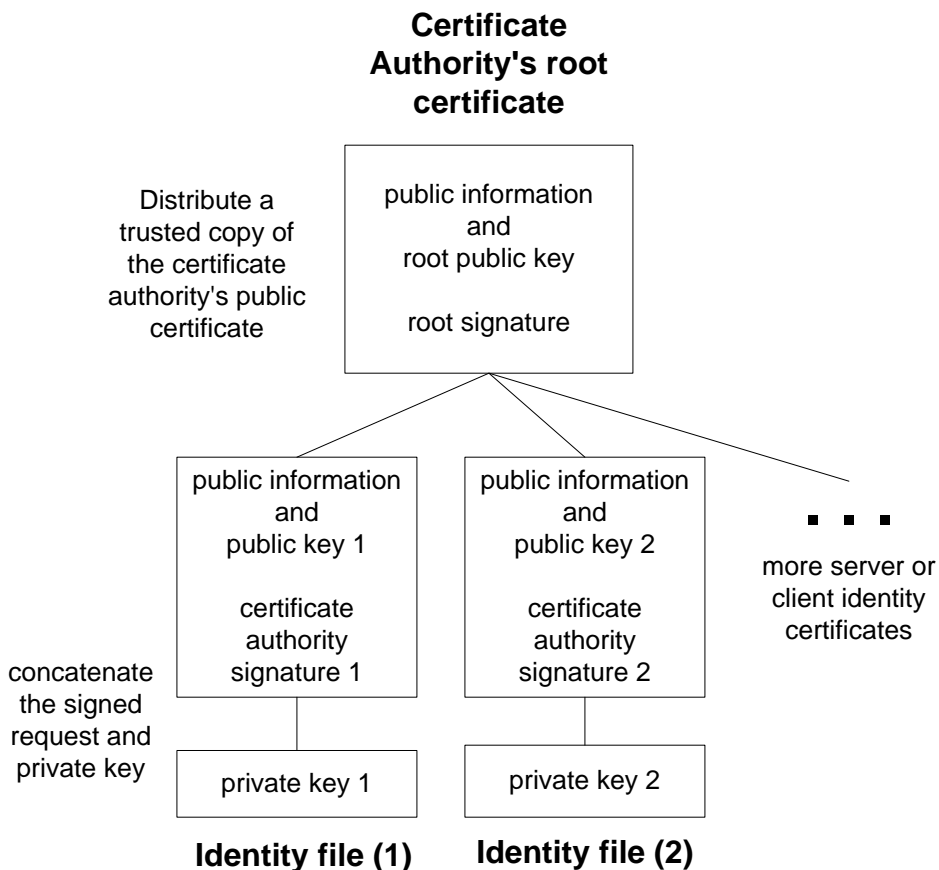 Certificate
Authority's root
certificate
Distribute a
trusted copy of
the certificate
authority's public
certificate
public information
and
root public key
root signature
public information
and
public key 1
certificate
authority
signature 1
public information
and
public key 2
certificate
authority
signature 2
more server or
client identity
certificates
concatenate
the signed
request and
private key
private key 1
private key 2
Identity file (1)
Identity file (2)